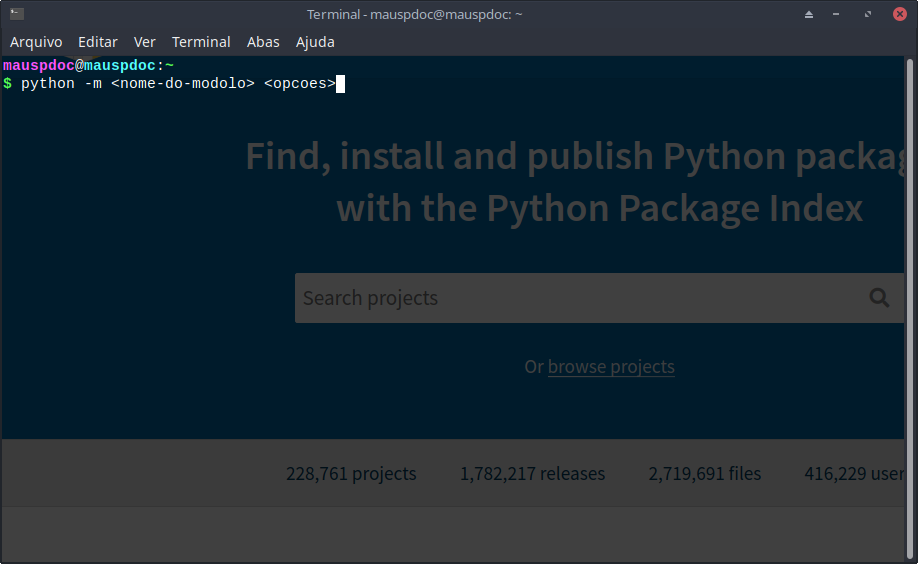 Terminal - mauspdoc@mauspdoc: ~
Arquivo Editar Ver Terminal Abas Ajuda
mauspdoc@mauspdoc:~
$ python -m <nome-do-modolo> <opcoes>
Find, install and publish Python packag
with the Python Package Index
Search projects
Or browse projects
228,761 projects 1,782,217 releases 2,719,691 files 416,229 user